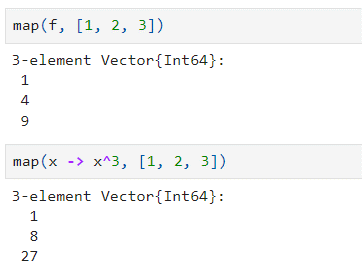 map(f, [1, 2, 3])
3-element Vector{Int64}:
 1
 4
 9
map(x -> x^3, [1, 2, 3])
3-element Vector{Int64}:
  1
  8
 27